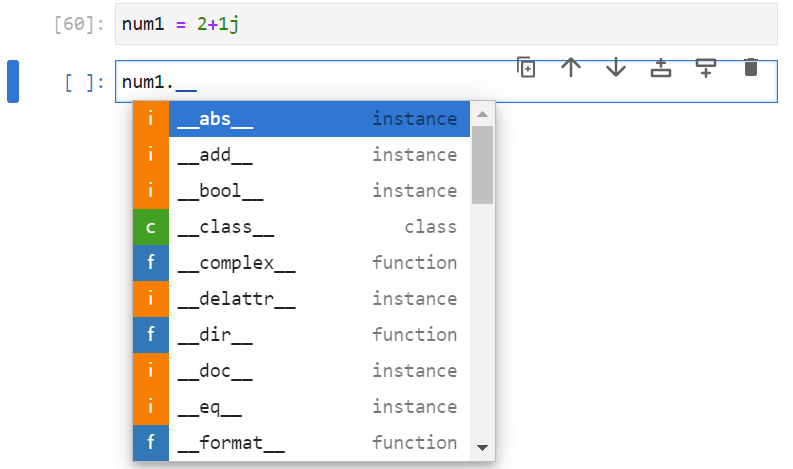 [60]: num1 = 2+1j
[ ]: num1.__
i __abs__ instance
i __add__ instance
i __bool__ instance
c __class__ class
f __complex__ function
i __delattr__ instance
f __dir__ function
i __doc__ instance
i __eq__ instance
f __format__ function